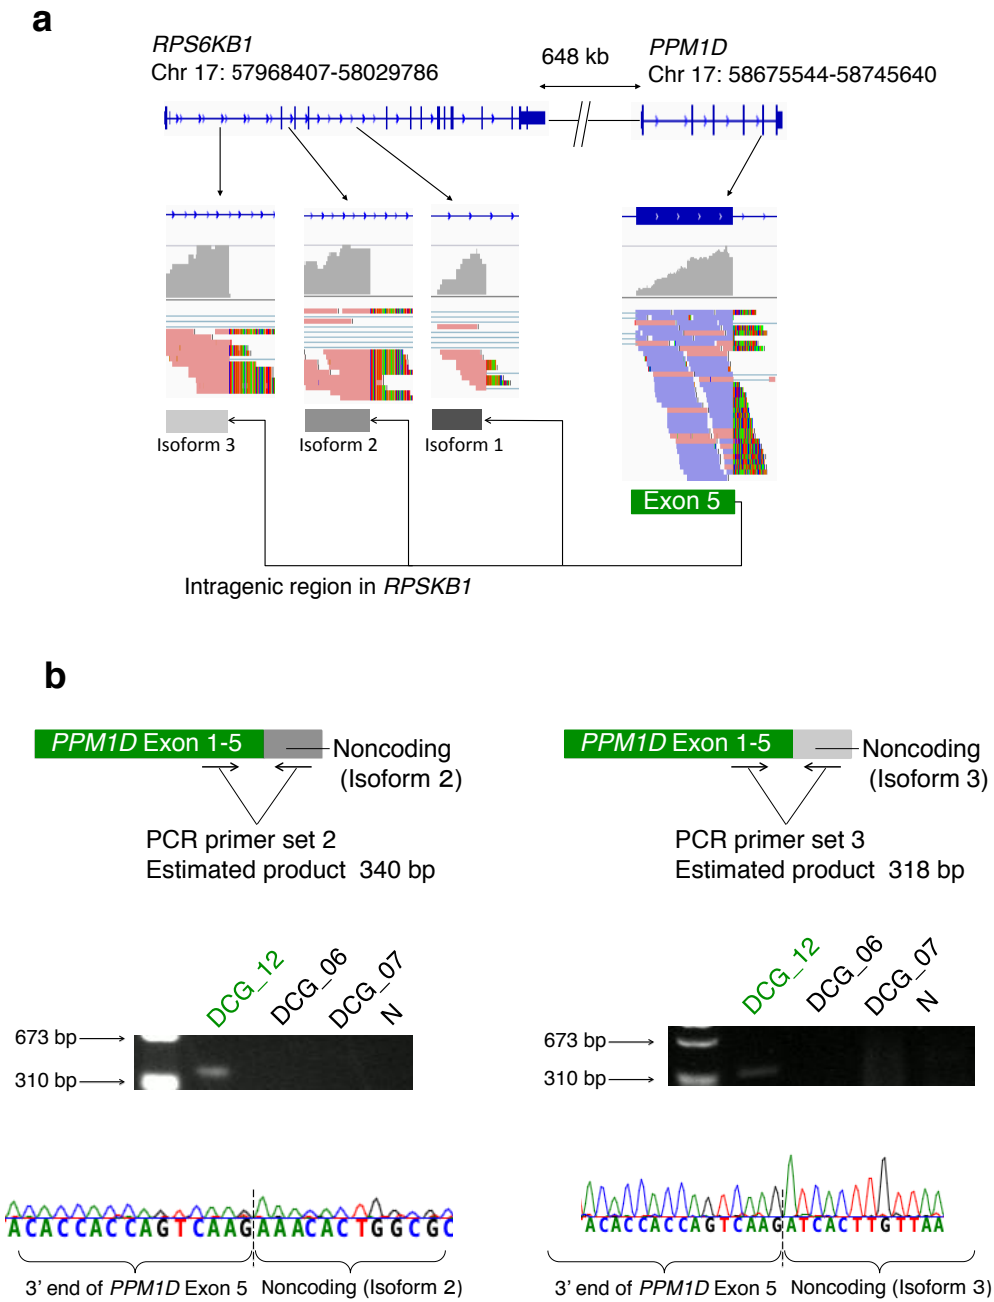 a
RPS6KB1
Chr 17: 57968407-58029786
648 kb
PPM1D
Chr 17: 58675544-58745640
Isoform 3
Isoform 2
Isoform 1
Exon 5
Intragenic region in RPSKB1
b
PPM1D Exon 1-5
Noncoding
(Isoform 2)
PCR primer set 2
Estimated product 340 bp
DCG_12
DCG_06
DCG_07
N
673 bp
310 bp
ACACCACCAGTCAAGAAACACTGGCGC
3' end of PPM1D Exon 5
Noncoding (Isoform 2)
PPM1D Exon 1-5
Noncoding
(Isoform 3)
PCR primer set 3
Estimated product 318 bp
DCG_12
DCG_06
DCG_07
N
673 bp
310 bp
ACACCACCAGTCAAGATCACTTGTTAA
3' end of PPM1D Exon 5
Noncoding (Isoform 3)